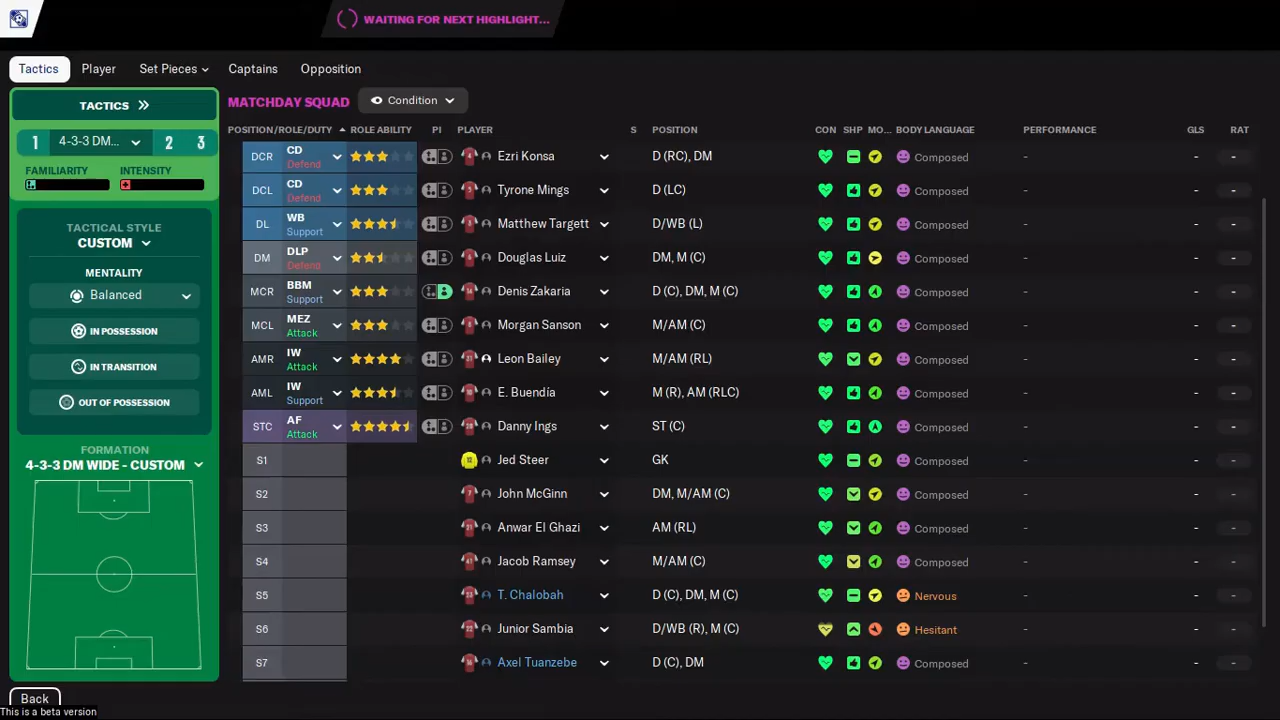 WAITING FOR NEXT HIGHLIGHT...
Tactics Player Set Pieces Captains Opposition
TACTICS
1 4-3-3 DM... 2 3
FAMILIARITY INTENSITY
TACTICAL STYLE
CUSTOM
MENTALITY
Balanced
IN POSSESSION
IN TRANSITION
OUT OF POSSESSION
FORMATION
4-3-3 DM WIDE - CUSTOM
MATCHDAY SQUAD Condition
POSITION/ROLE/DUTY ROLE ABILITY PI PLAYER S POSITION CON SHP MO... BODY LANGUAGE PERFORMANCE GLS RAT
DCR CD Defend Ezri Konsa D (RC), DM Composed - - -
DCL CD Defend Tyrone Mings D (LC) Composed - - -
DL WB Support Matthew Targett D/WB (L) Composed - - -
DM DLP Defend Douglas Luiz DM, M (C) Composed - - -
MCR BBM Support Denis Zakaria D (C), DM, M (C) Composed - - -
MCL MEZ Attack Morgan Sanson M/AM (C) Composed - - -
AMR IW Attack Leon Bailey M/AM (RL) Composed - - -
AML IW Support E. Buendía M (R), AM (RLC) Composed - - -
STC AF Attack Danny Ings ST (C) Composed - - -
S1 Jed Steer GK Composed - - -
S2 John McGinn DM, M/AM (C) Composed - - -
S3 Anwar El Ghazi AM (RL) Composed - - -
S4 Jacob Ramsey M/AM (C) Composed - - -
S5 T. Chalobah D (C), DM, M (C) Nervous - - -
S6 Junior Sambia D/WB (R), M (C) Hesitant - - -
S7 Axel Tuanzebe D (C), DM Composed - - -
Back
This is a beta version